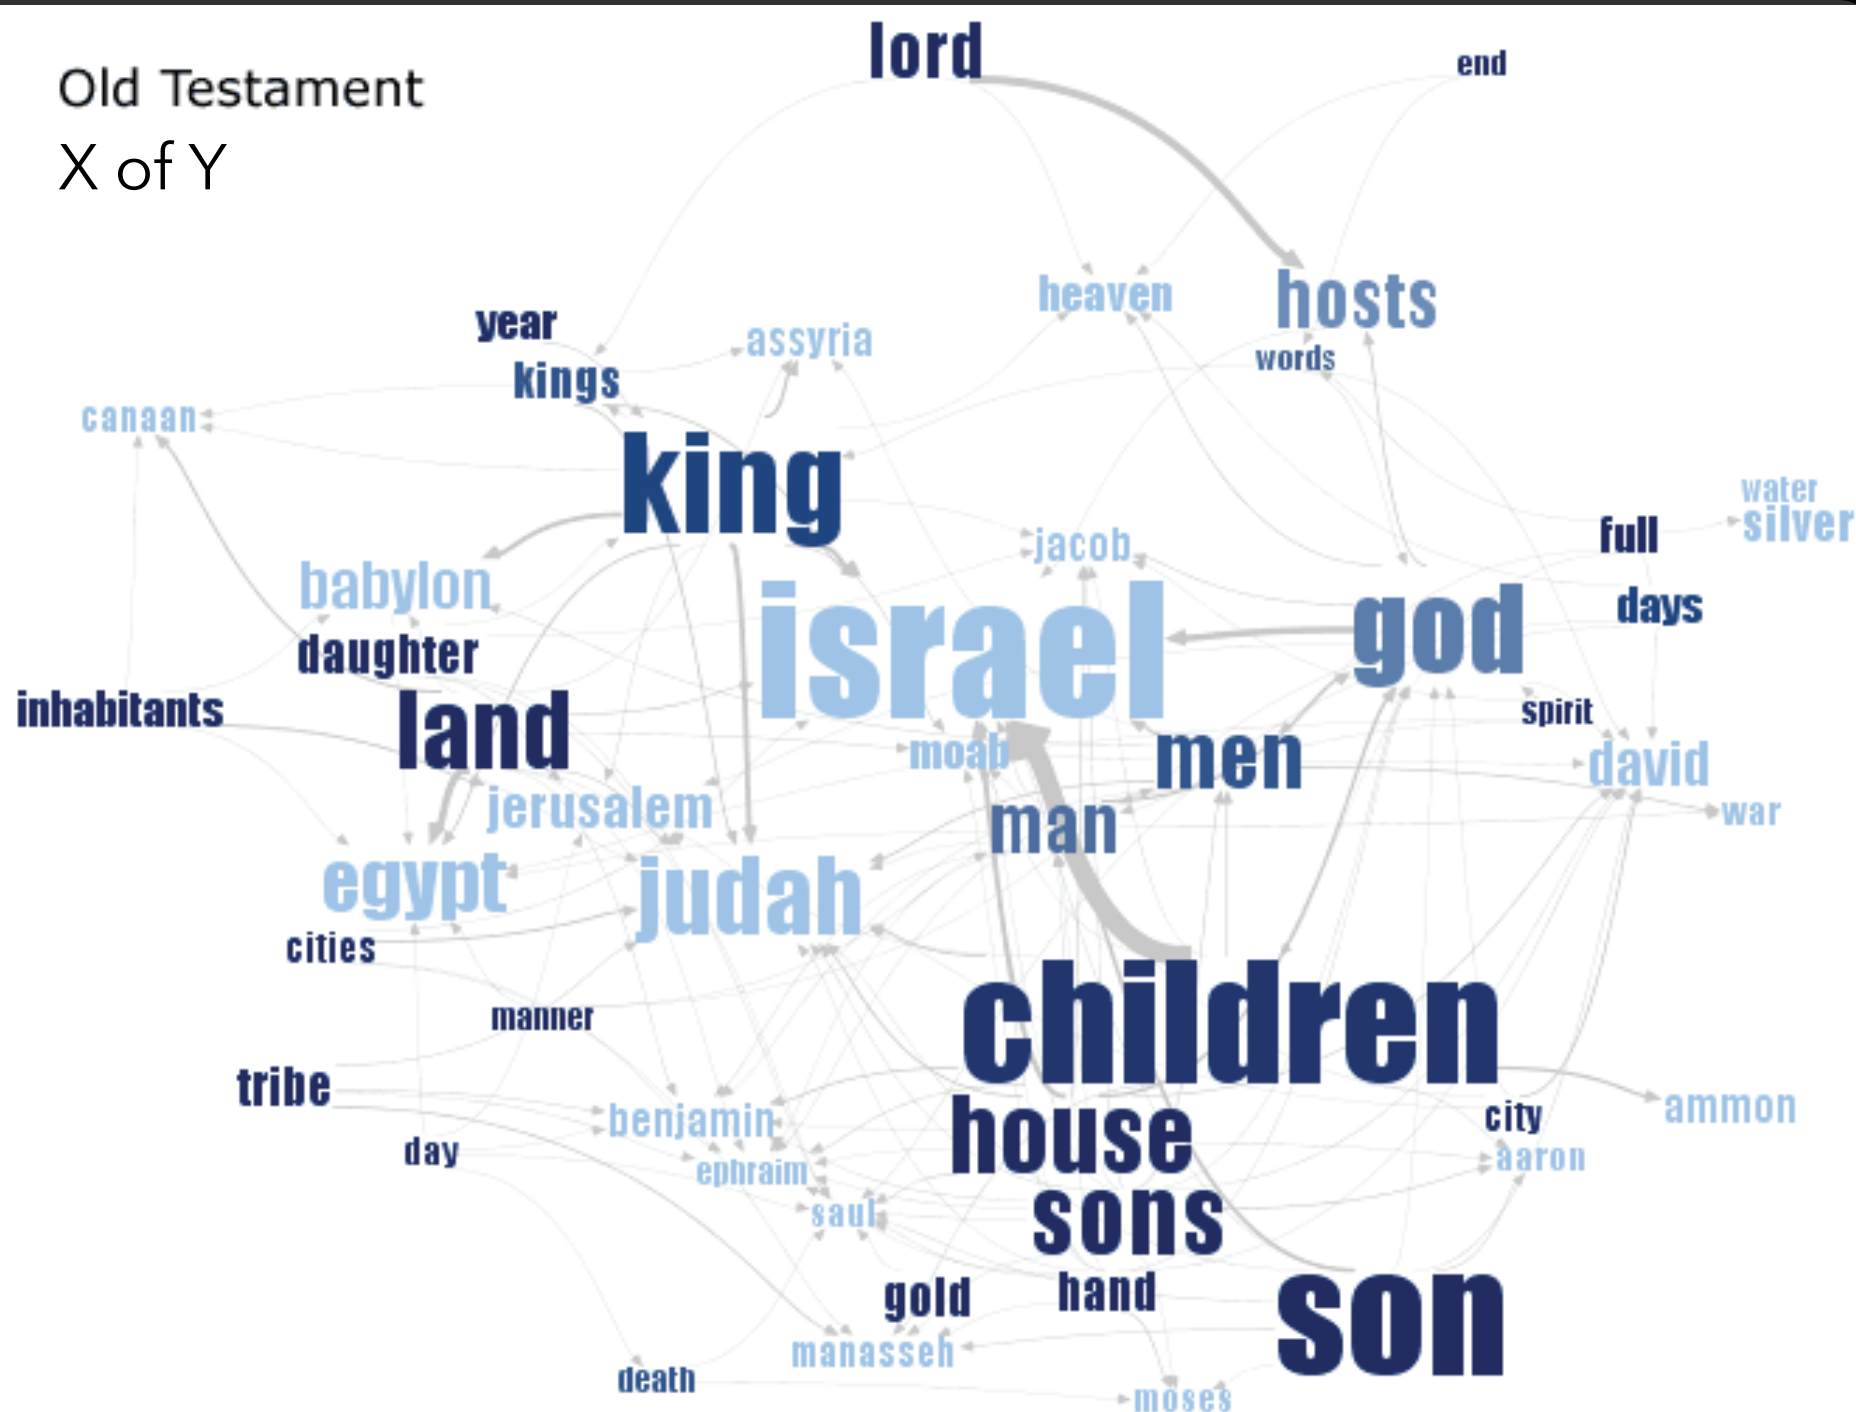 Old Testament
X of Y
lord
end
heaven
hosts
year
assyria
words
kings
canaan
king
water
full
silver
jacob
babylon
israel
god
days
daughter
inhabitants
land
spirit
moab
men
david
jerusalem
war
man
egypt
judah
cities
manner
children
tribe
benjamin
house
city
ammon
day
ephraim
aaron
saul
sons
gold
hand
son
manasseh
death
moses